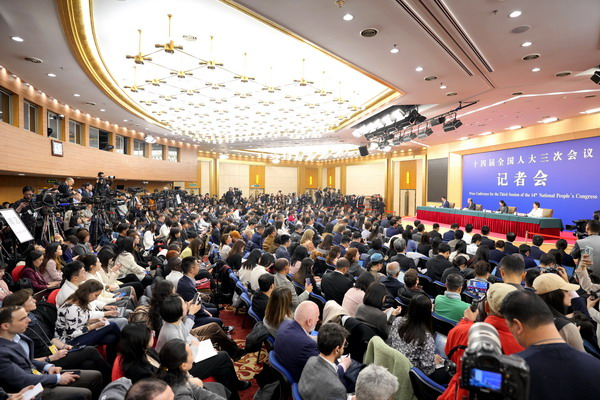 十四届全国人大三次会议
记者会
Press Conference for the Third Session of the 14th National People's Congress